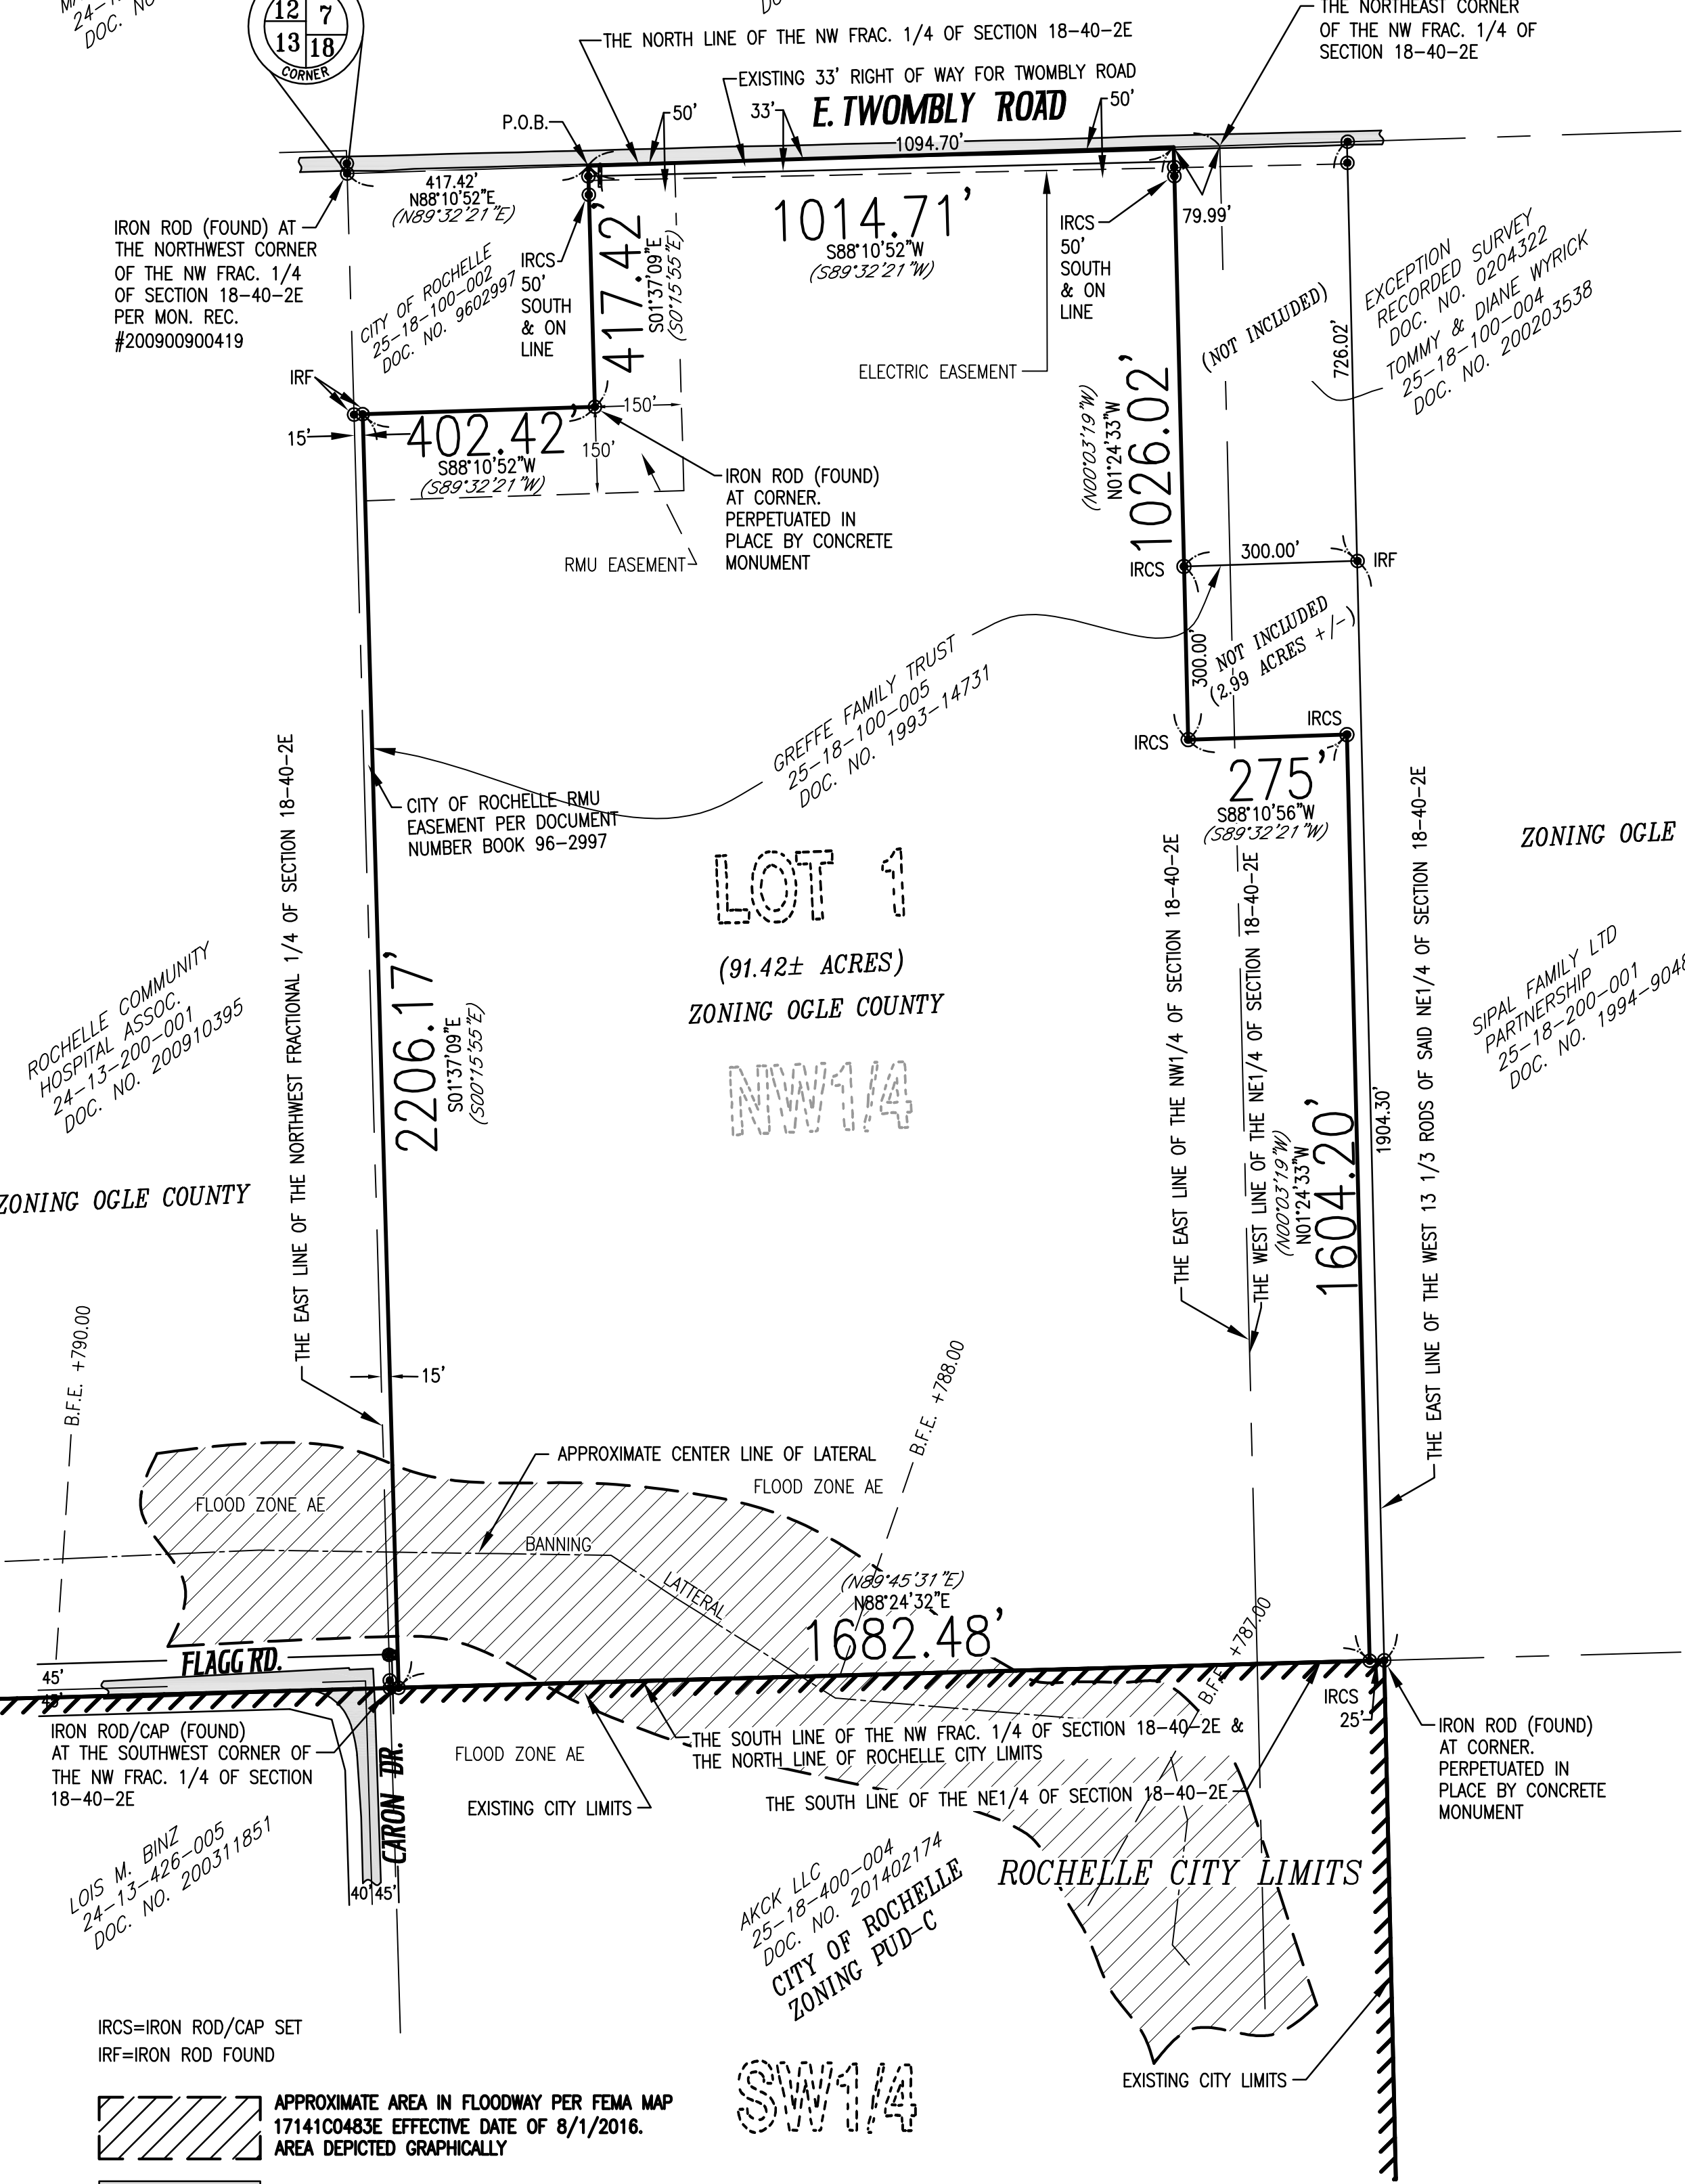 24-1
DOC. NO
12
7
13
18
CORNER
THE NORTH LINE OF THE NW FRAC. 1/4 OF SECTION 18-40-2E
THE NORTHEAST CORNER
OF THE NW FRAC. 1/4 OF
SECTION 18-40-2E
EXISTING 33' RIGHT OF WAY FOR TWOMBLY ROAD
P.O.B.
50'
33'
E. TWOMBLY ROAD
50'
1094.70'
417.42'
N88°10'52"E
(N89°32'21"E)
IRON ROD (FOUND) AT
THE NORTHWEST CORNER
OF THE NW FRAC. 1/4
OF SECTION 18-40-2E
PER MON. REC.
#200900900419
CITY OF ROCHELLE
25-18-100-002
DOC. NO. 9602997
IRCS
50'
SOUTH
& ON
LINE
417.42'
S01°37'09"E
(S0°15'55"E)
1014.71'
S88°10'52"W
(S89°32'21"W)
IRCS
50'
SOUTH
& ON
LINE
79.99'
ELECTRIC EASEMENT
(NOT INCLUDED)
EXCEPTION
RECORDED SURVEY
DOC. NO. 0204322
TOMMY & DIANE WYRICK
25-18-100-004
DOC. NO. 200203538
726.02'
IRF
15'
402.42'
S88°10'52"W
(S89°32'21"W)
150'
150'
IRON ROD (FOUND)
AT CORNER.
PERPETUATED IN
PLACE BY CONCRETE
MONUMENT
RMU EASEMENT
(N00°03'19"W)
N01°24'33"W
1026.02'
IRCS
300.00'
IRF
300.00'
NOT INCLUDED
(2.99 ACRES +/-)
IRCS
IRCS
275'
S88°10'56"W
(S89°32'21"W)
GREFFE FAMILY TRUST
25-18-100-005
DOC. NO. 1993-14731
CITY OF ROCHELLE RMU
EASEMENT PER DOCUMENT
NUMBER BOOK 96-2997
THE EAST LINE OF THE NORTHWEST FRACTIONAL 1/4 OF SECTION 18-40-2E
LOT 1
(91.42± ACRES)
ZONING OGLE COUNTY
NW1/4
ZONING OGLE
THE EAST LINE OF THE NW1/4 OF SECTION 18-40-2E
THE WEST LINE OF THE NE1/4 OF SECTION 18-40-2E
THE EAST LINE OF THE WEST 13 1/3 RODS OF SAID NE1/4 OF SECTION 18-40-2E
ROCHELLE COMMUNITY
HOSPITAL ASSOC.
24-13-200-001
DOC. NO. 200910395
2206.17'
S01°37'09"E
(S00°15'55"E)
SIPAL FAMILY LTD
PARTNERSHIP
25-18-200-001
DOC. NO. 1994-9048
(N00°03'19"W)
N01°24'33"W
1604.20'
1904.30'
ZONING OGLE COUNTY
B.F.E. +790.00
15'
B.F.E. +788.00
APPROXIMATE CENTER LINE OF LATERAL
FLOOD ZONE AE
FLOOD ZONE AE
BANNING
LATTERAL
(N89°45'31"E)
N88°24'32"E
1682.48'
B.F.E. +787.00
FLAGG RD.
45'
45'
IRON ROD/CAP (FOUND)
AT THE SOUTHWEST CORNER OF
THE NW FRAC. 1/4 OF SECTION
18-40-2E
CARON DR.
40'
45'
FLOOD ZONE AE
EXISTING CITY LIMITS
THE SOUTH LINE OF THE NW FRAC. 1/4 OF SECTION 18-40-2E &
THE NORTH LINE OF ROCHELLE CITY LIMITS
THE SOUTH LINE OF THE NE1/4 OF SECTION 18-40-2E
IRCS
25'
IRON ROD (FOUND)
AT CORNER.
PERPETUATED IN
PLACE BY CONCRETE
MONUMENT
LOIS M. BINZ
24-13-426-005
DOC. NO. 200311851
AKCK LLC
25-18-400-004
DOC. NO. 201402174
CITY OF ROCHELLE
ZONING PUD-C
ROCHELLE CITY LIMITS
IRCS=IRON ROD/CAP SET
IRF=IRON ROD FOUND
APPROXIMATE AREA IN FLOODWAY PER FEMA MAP
17141C0483E EFFECTIVE DATE OF 8/1/2016.
AREA DEPICTED GRAPHICALLY
SW1/4
EXISTING CITY LIMITS